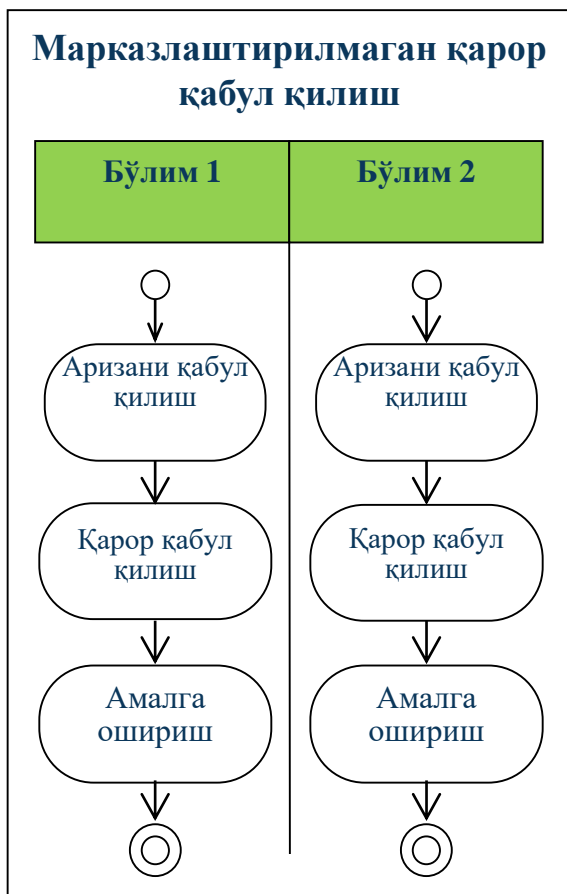 Марказлаштирилмаган қарор
қабул қилиш
Бўлим 1
Бўлим 2
Аризани қабул
қилиш
Аризани қабул
қилиш
Қарор қабул
қилиш
Қарор қабул
қилиш
Амалга
ошириш
Амалга
ошириш